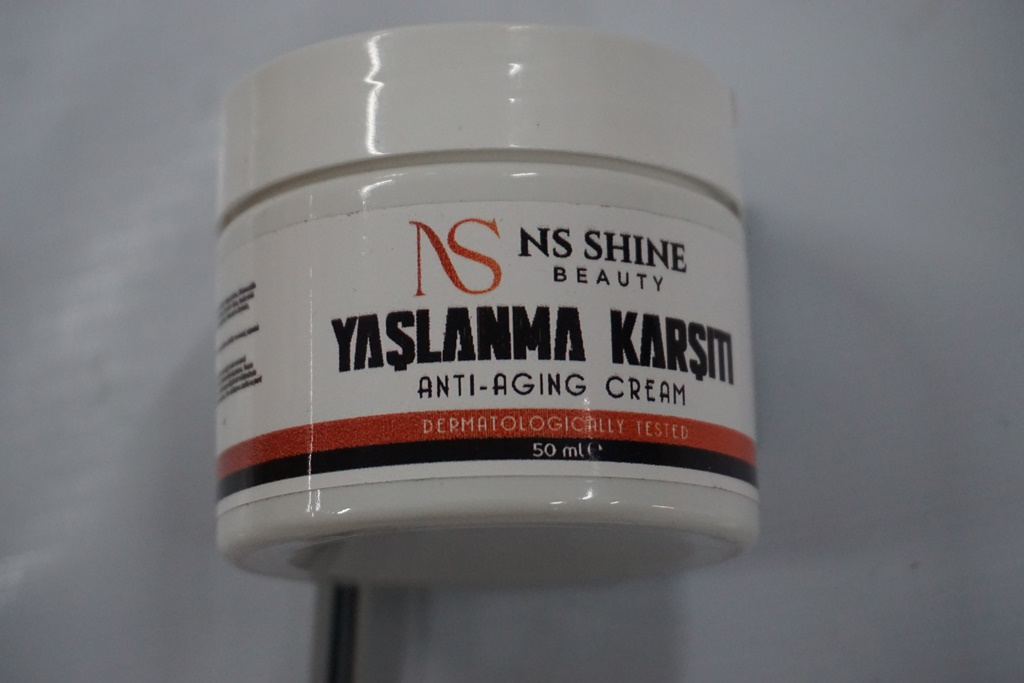 NS NS SHINE
BEAUTY
YAŞLANMA KARŞITI
ANTI-AGING CREAM
DERMATOLOGICALLY TESTED
50 ml ℮